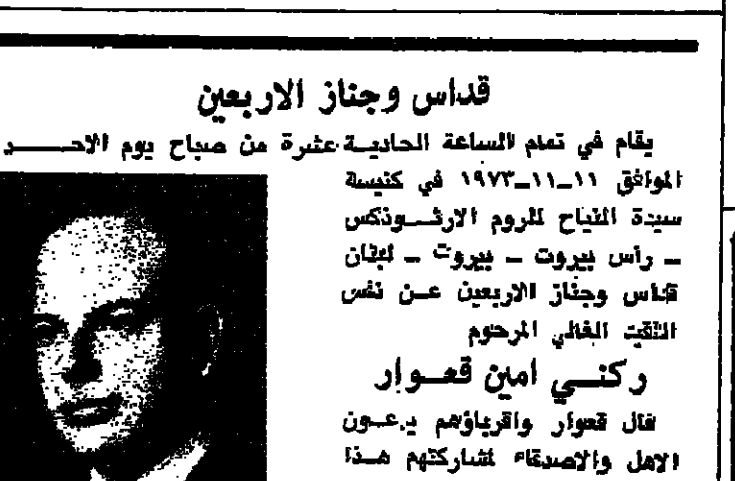 قداس وجناز الاربعين
يقام في تمام الساعة الحادية عشرة من صباح يوم الاحد
الموافق ١١-١١-١٩٧٣ في كنيسة
سيدة النياح للروم الارثوذكس
- رأس بيروت - بيروت - لبنان
قداس وجناز الاربعين عن نفس
الفقيد الغالي المرحوم
ركني امين قعوار
فال قعوار واقرباؤهم يدعون
الاهل والاصدقاء لمشاركتهم هذا